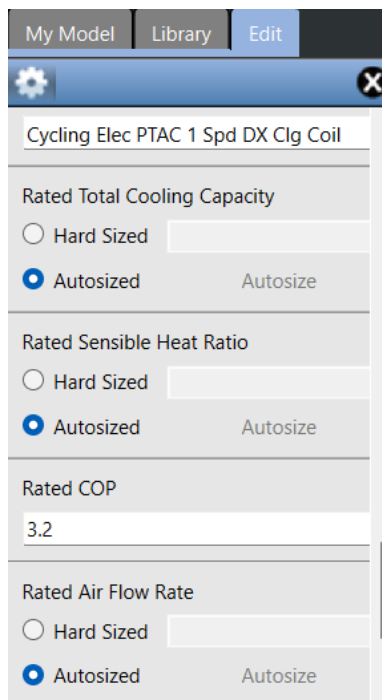 My Model Library Edit
Cycling Elec PTAC 1 Spd DX Clg Coil
Rated Total Cooling Capacity
Hard Sized
Autosized Autosize
Rated Sensible Heat Ratio
Hard Sized
Autosized Autosize
Rated COP
3.2
Rated Air Flow Rate
Hard Sized
Autosized Autosize